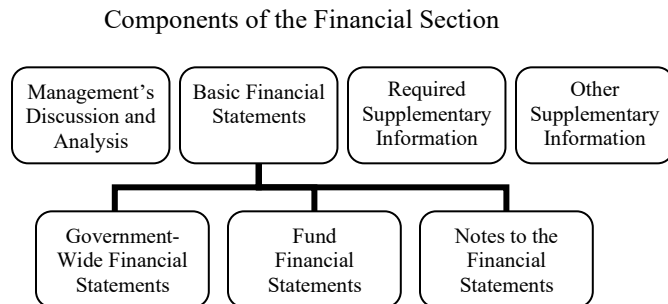 Components of the Financial Section
Management’s
Discussion and
Analysis
Basic Financial
Statements
Required
Supplementary
Information
Other
Supplementary
Information
Government-
Wide Financial
Statements
Fund
Financial
Statements
Notes to the
Financial
Statements